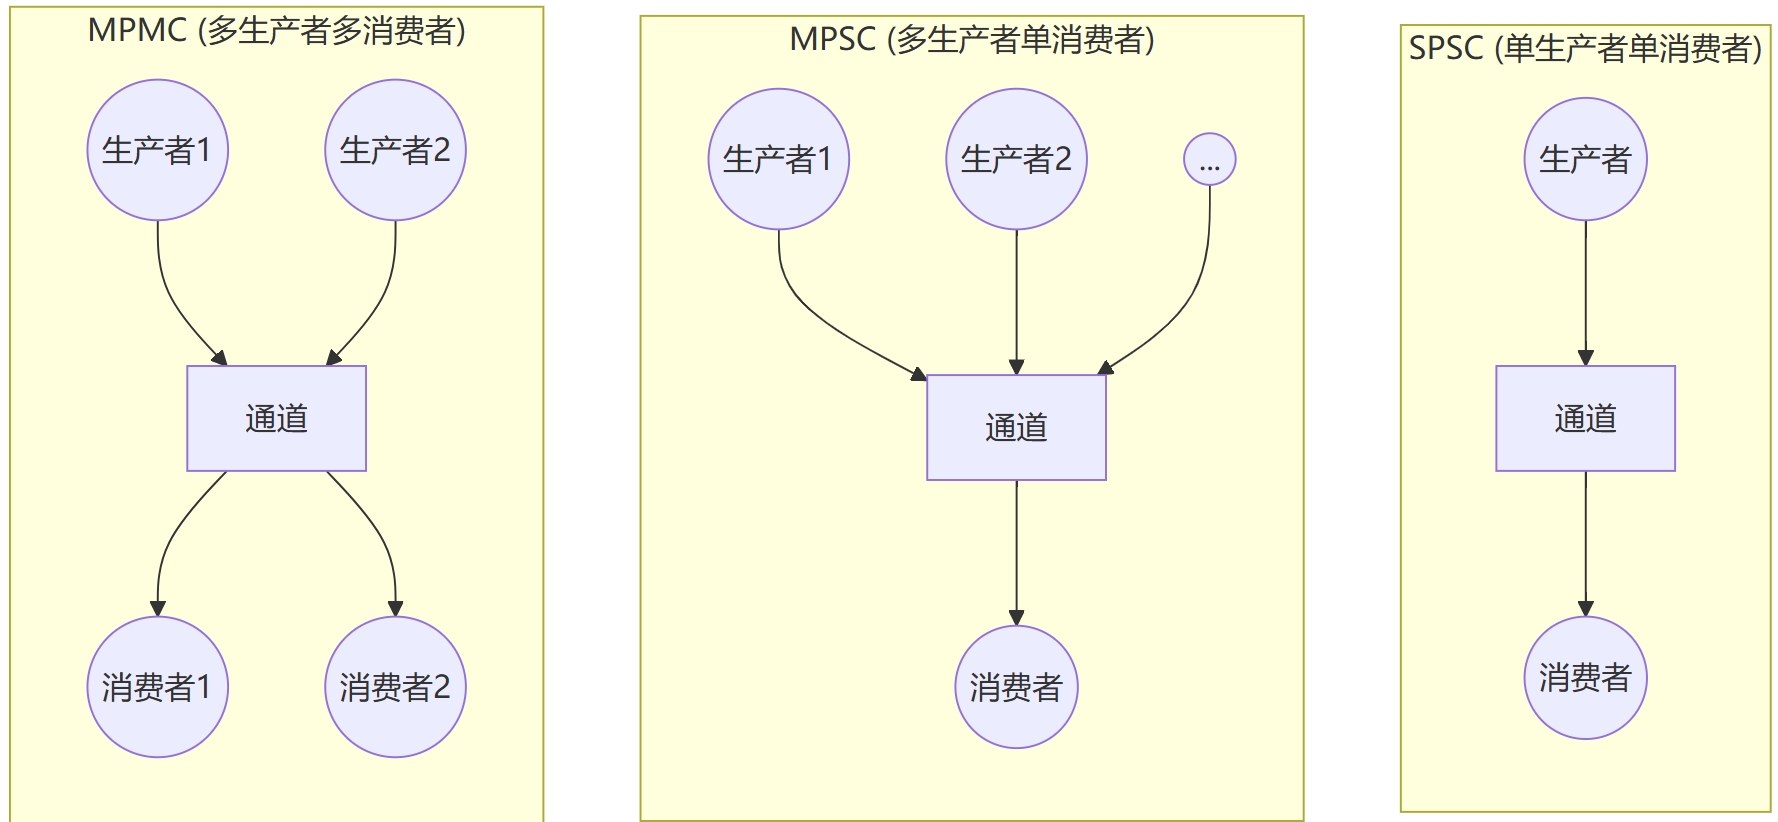 MPMC (多生产者多消费者)
生产者1
生产者2
通道
消费者1
消费者2
MPSC (多生产者单消费者)
生产者1
生产者2
...
通道
消费者
SPSC (单生产者单消费者)
生产者
通道
消费者